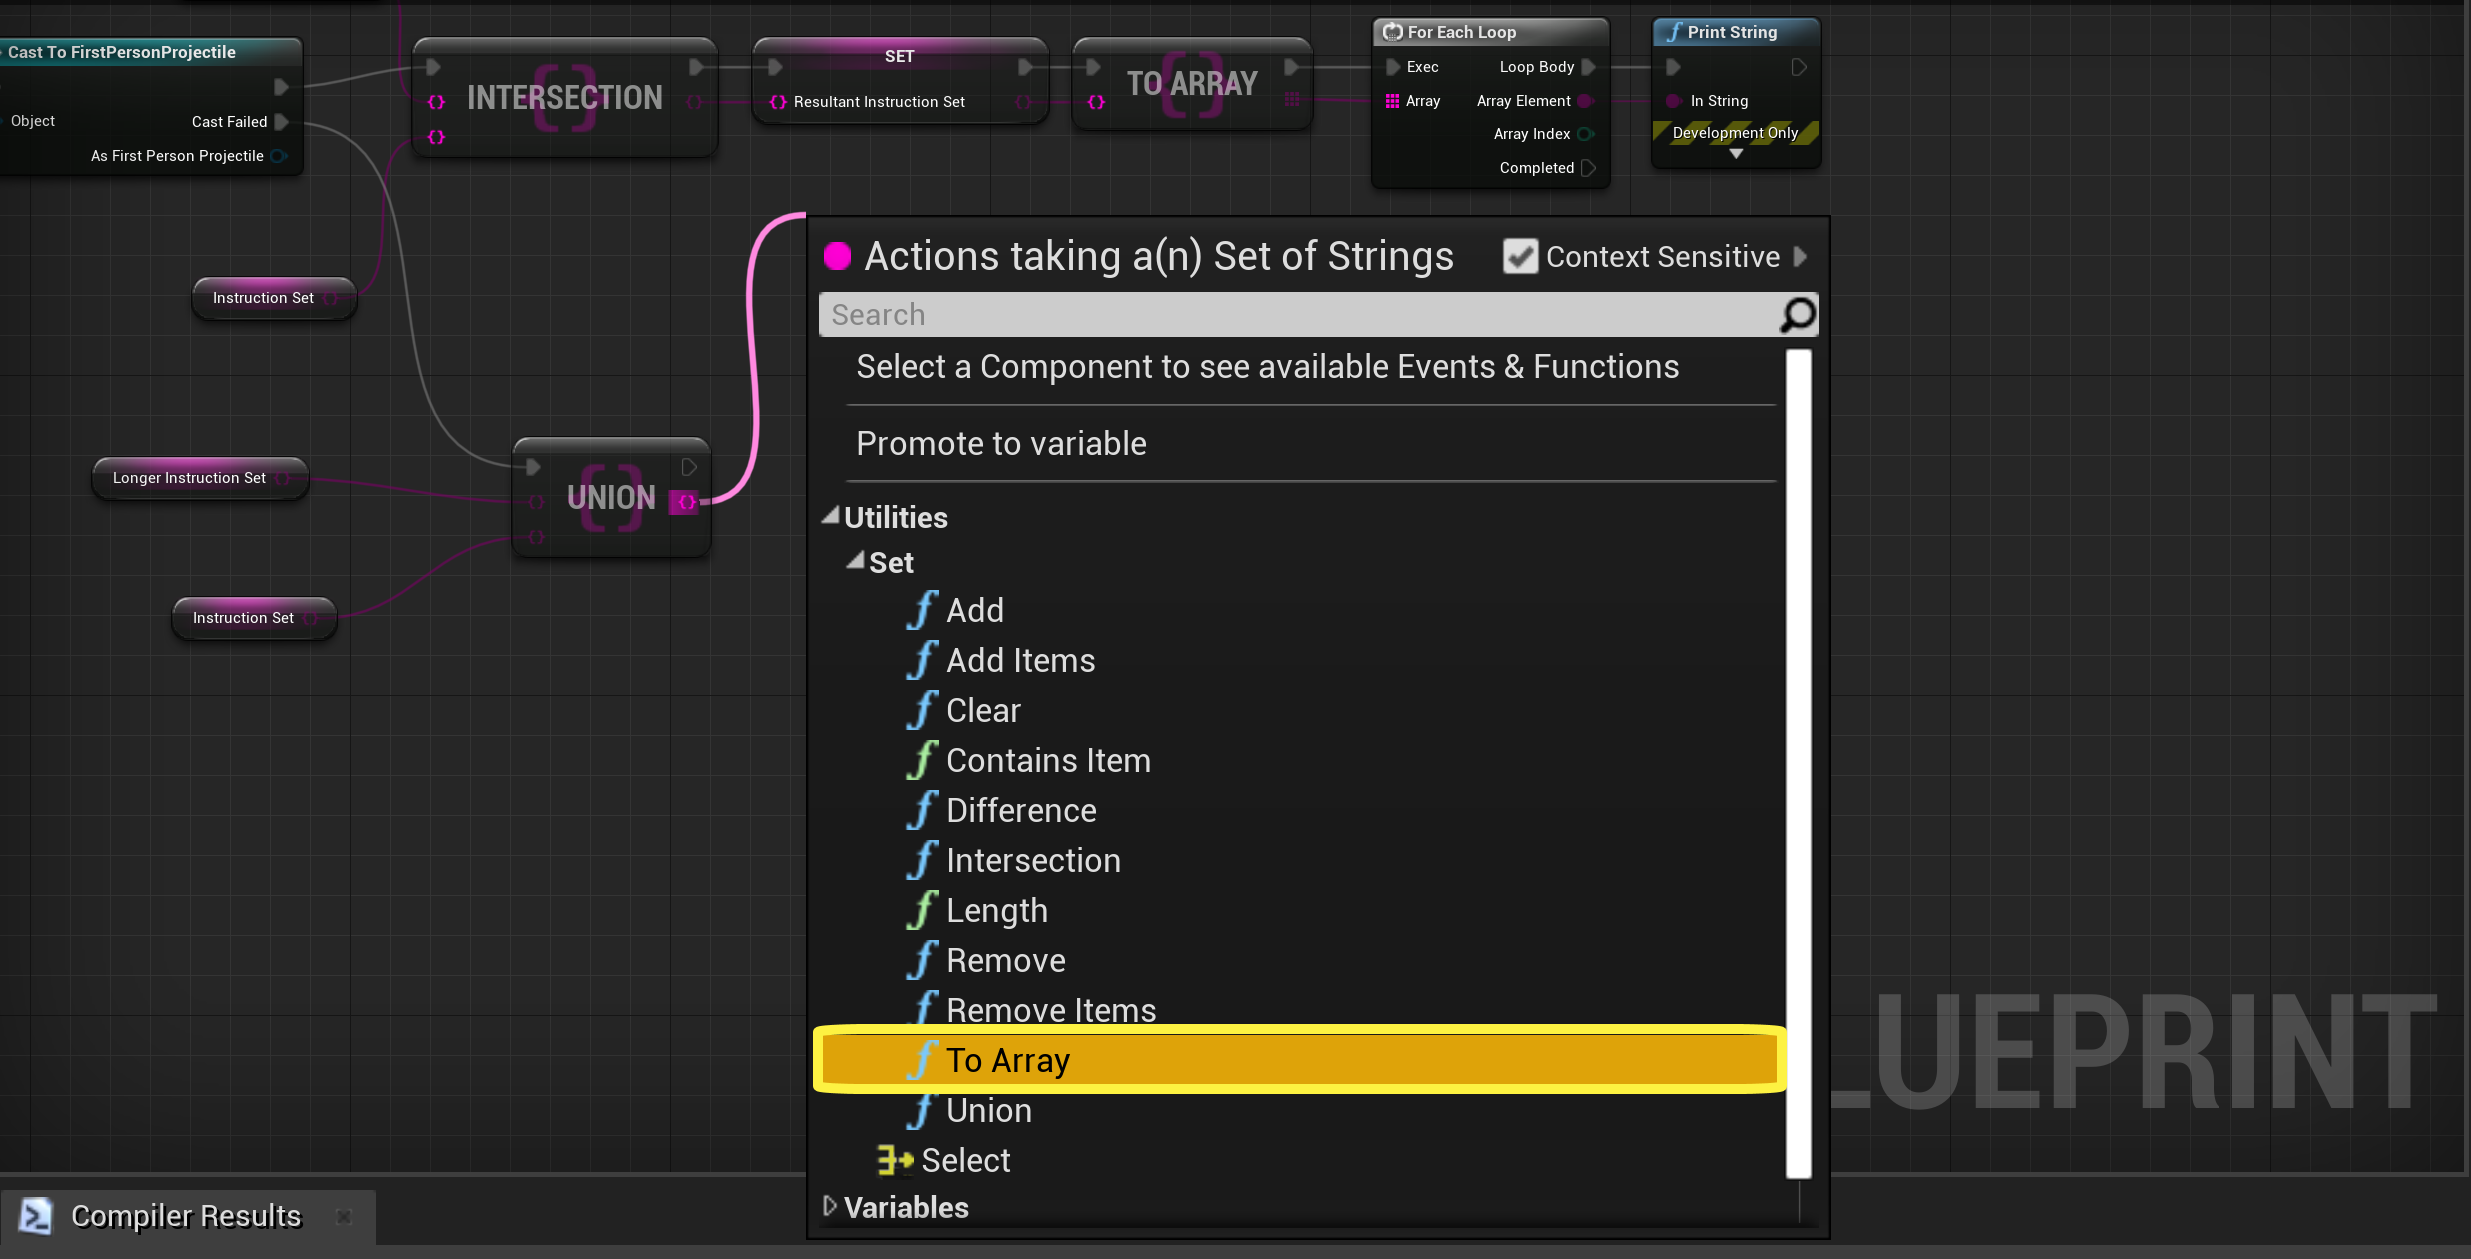 Cast To FirstPersonProjectile
Object
Cast Failed
As First Person Projectile
INTERSECTION
SET
Resultant Instruction Set
TO ARRAY
For Each Loop
Exec
Loop Body
Array
Array Element
Array Index
Completed
Print String
In String
Development Only
Instruction Set
Longer Instruction Set
UNION
Instruction Set
Actions taking a(n) Set of Strings
Context Sensitive
Search
Select a Component to see available Events & Functions
Promote to variable
Utilities
Set
Add
Add Items
Clear
Contains Item
Difference
Intersection
Length
Remove
Remove Items
To Array
Union
Select
Variables
LUEPRINT
Compiler Results